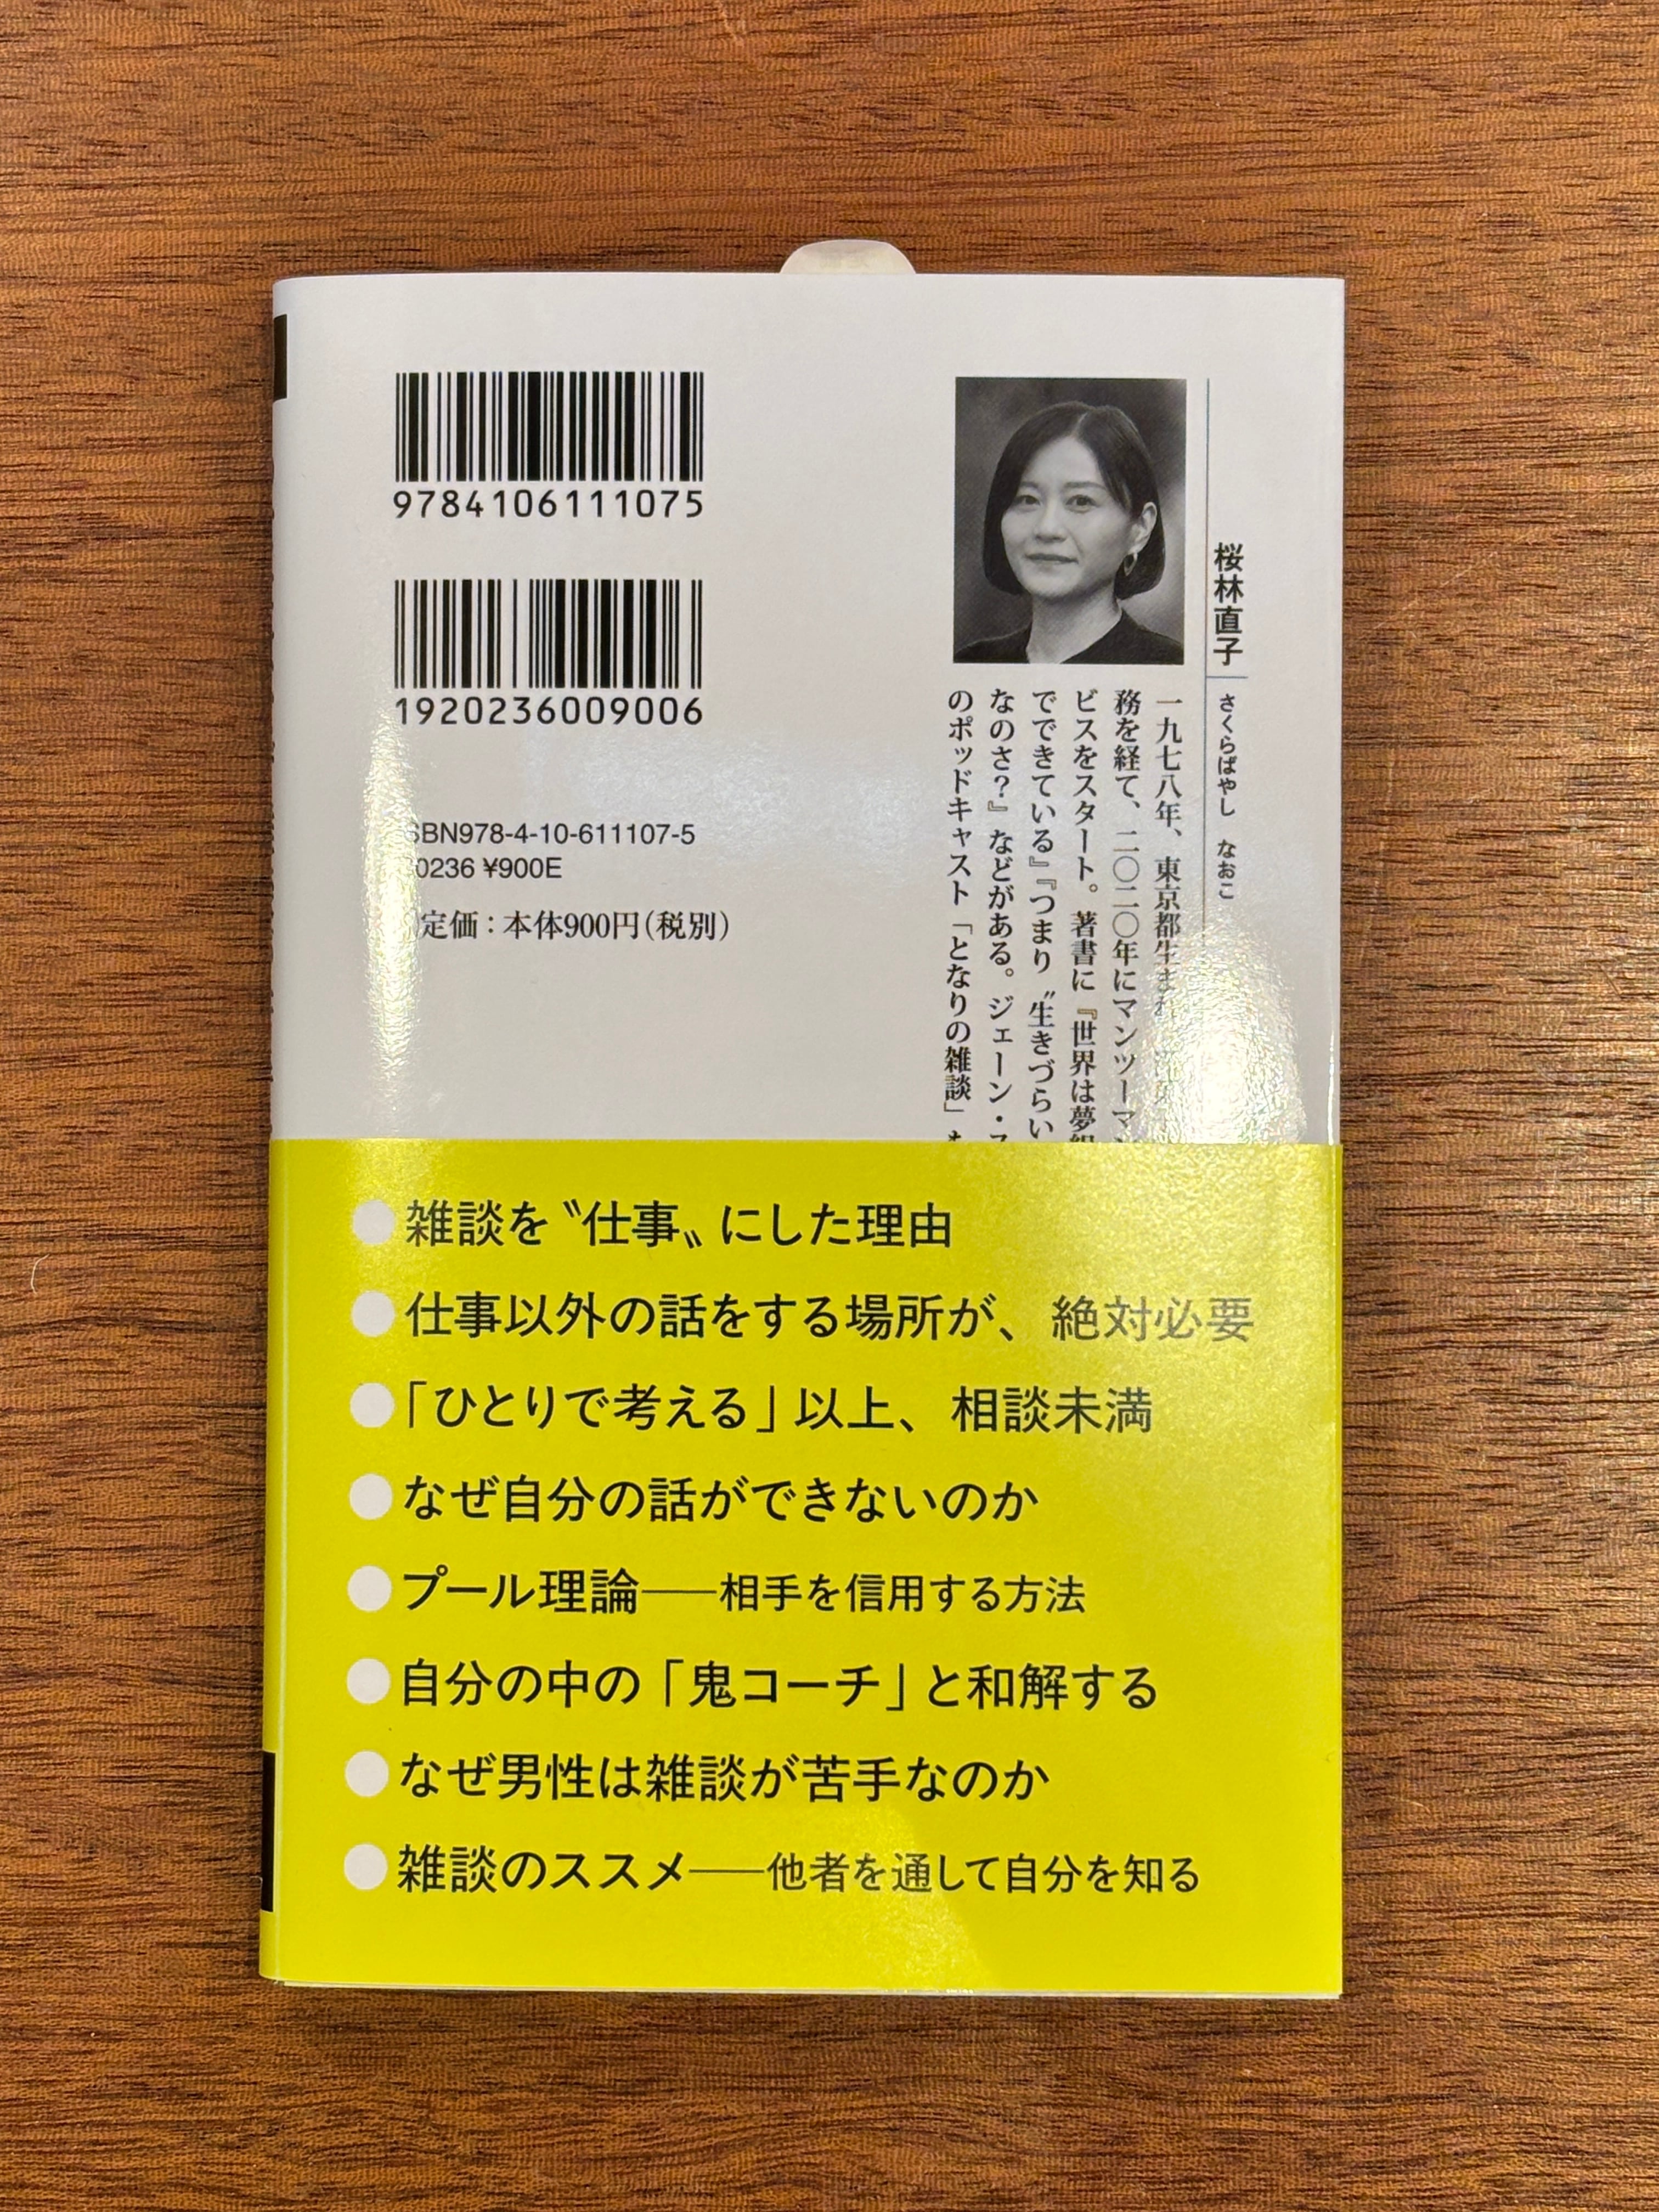 9784106111075
1920236009006
SBN978-4-10-611107-5
0236 ¥900E
定価：本体900円（税別）
桜林直子
さくらばやし なおこ
一九七八年、東京都生まれ
務を経て、二〇二〇年にマンツーマ
ビスをスタート。著書に『世界は夢
でできている』『つまり〝生きづらい
なのさ？』などがある。ジェーン・ス
のポッドキャスト「となりの雑談」も
●雑談を〝仕事〟にした理由
●仕事以外の話をする場所が、絶対必要
●「ひとりで考える」以上、相談未満
●なぜ自分の話ができないのか
●プール理論——相手を信用する方法
●自分の中の「鬼コーチ」と和解する
●なぜ男性は雑談が苦手なのか
●雑談のススメ——他者を通して自分を知る